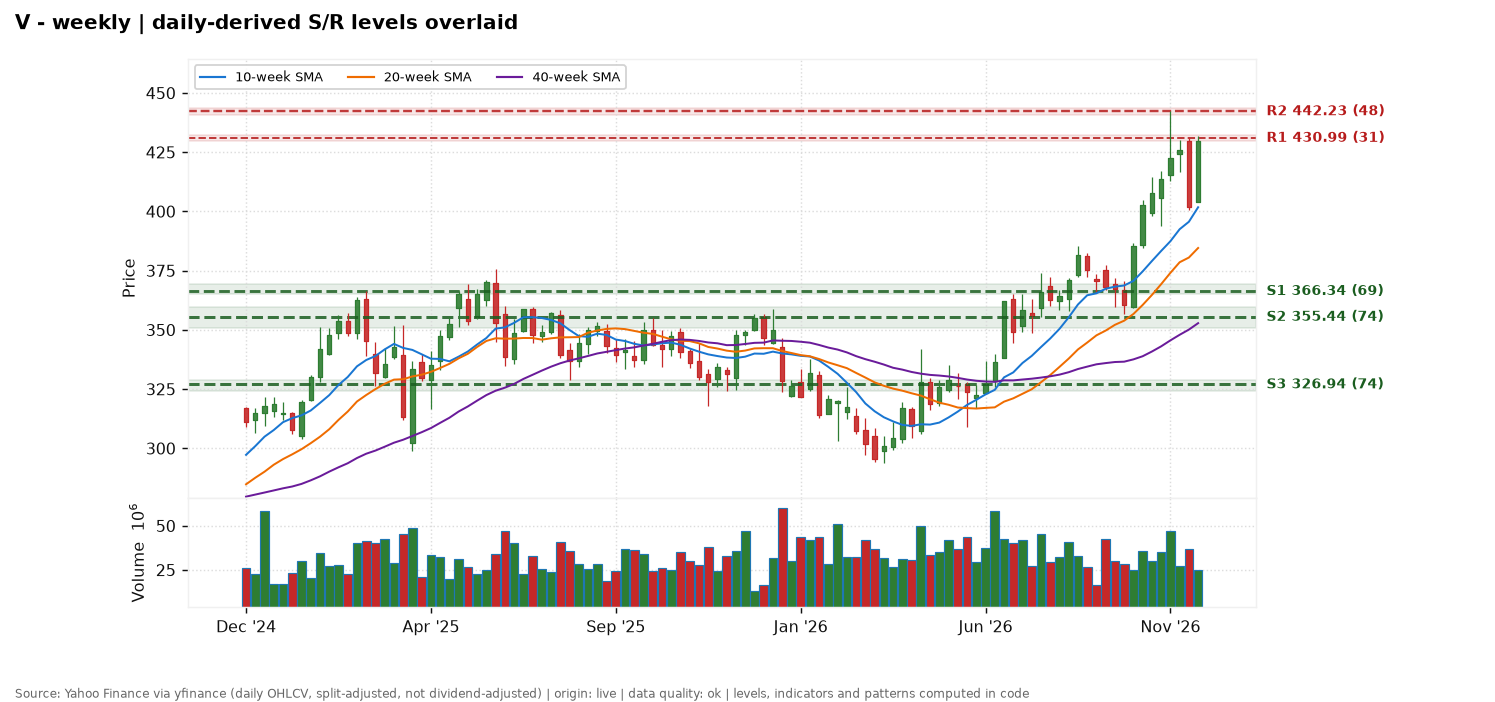 V - weekly | daily-derived S/R levels overlaid
10-week SMA
20-week SMA
40-week SMA
Price
450
425
400
375
350
325
300
R2 442.23 (48)
R1 430.99 (31)
S1 366.34 (69)
S2 355.44 (74)
S3 326.94 (74)
Volume 10⁶
50
25
Dec '24
Apr '25
Sep '25
Jan '26
Jun '26
Nov '26
Source: Yahoo Finance via yfinance (daily OHLCV, split-adjusted, not dividend-adjusted) | origin: live | data quality: ok | levels, indicators and patterns computed in code